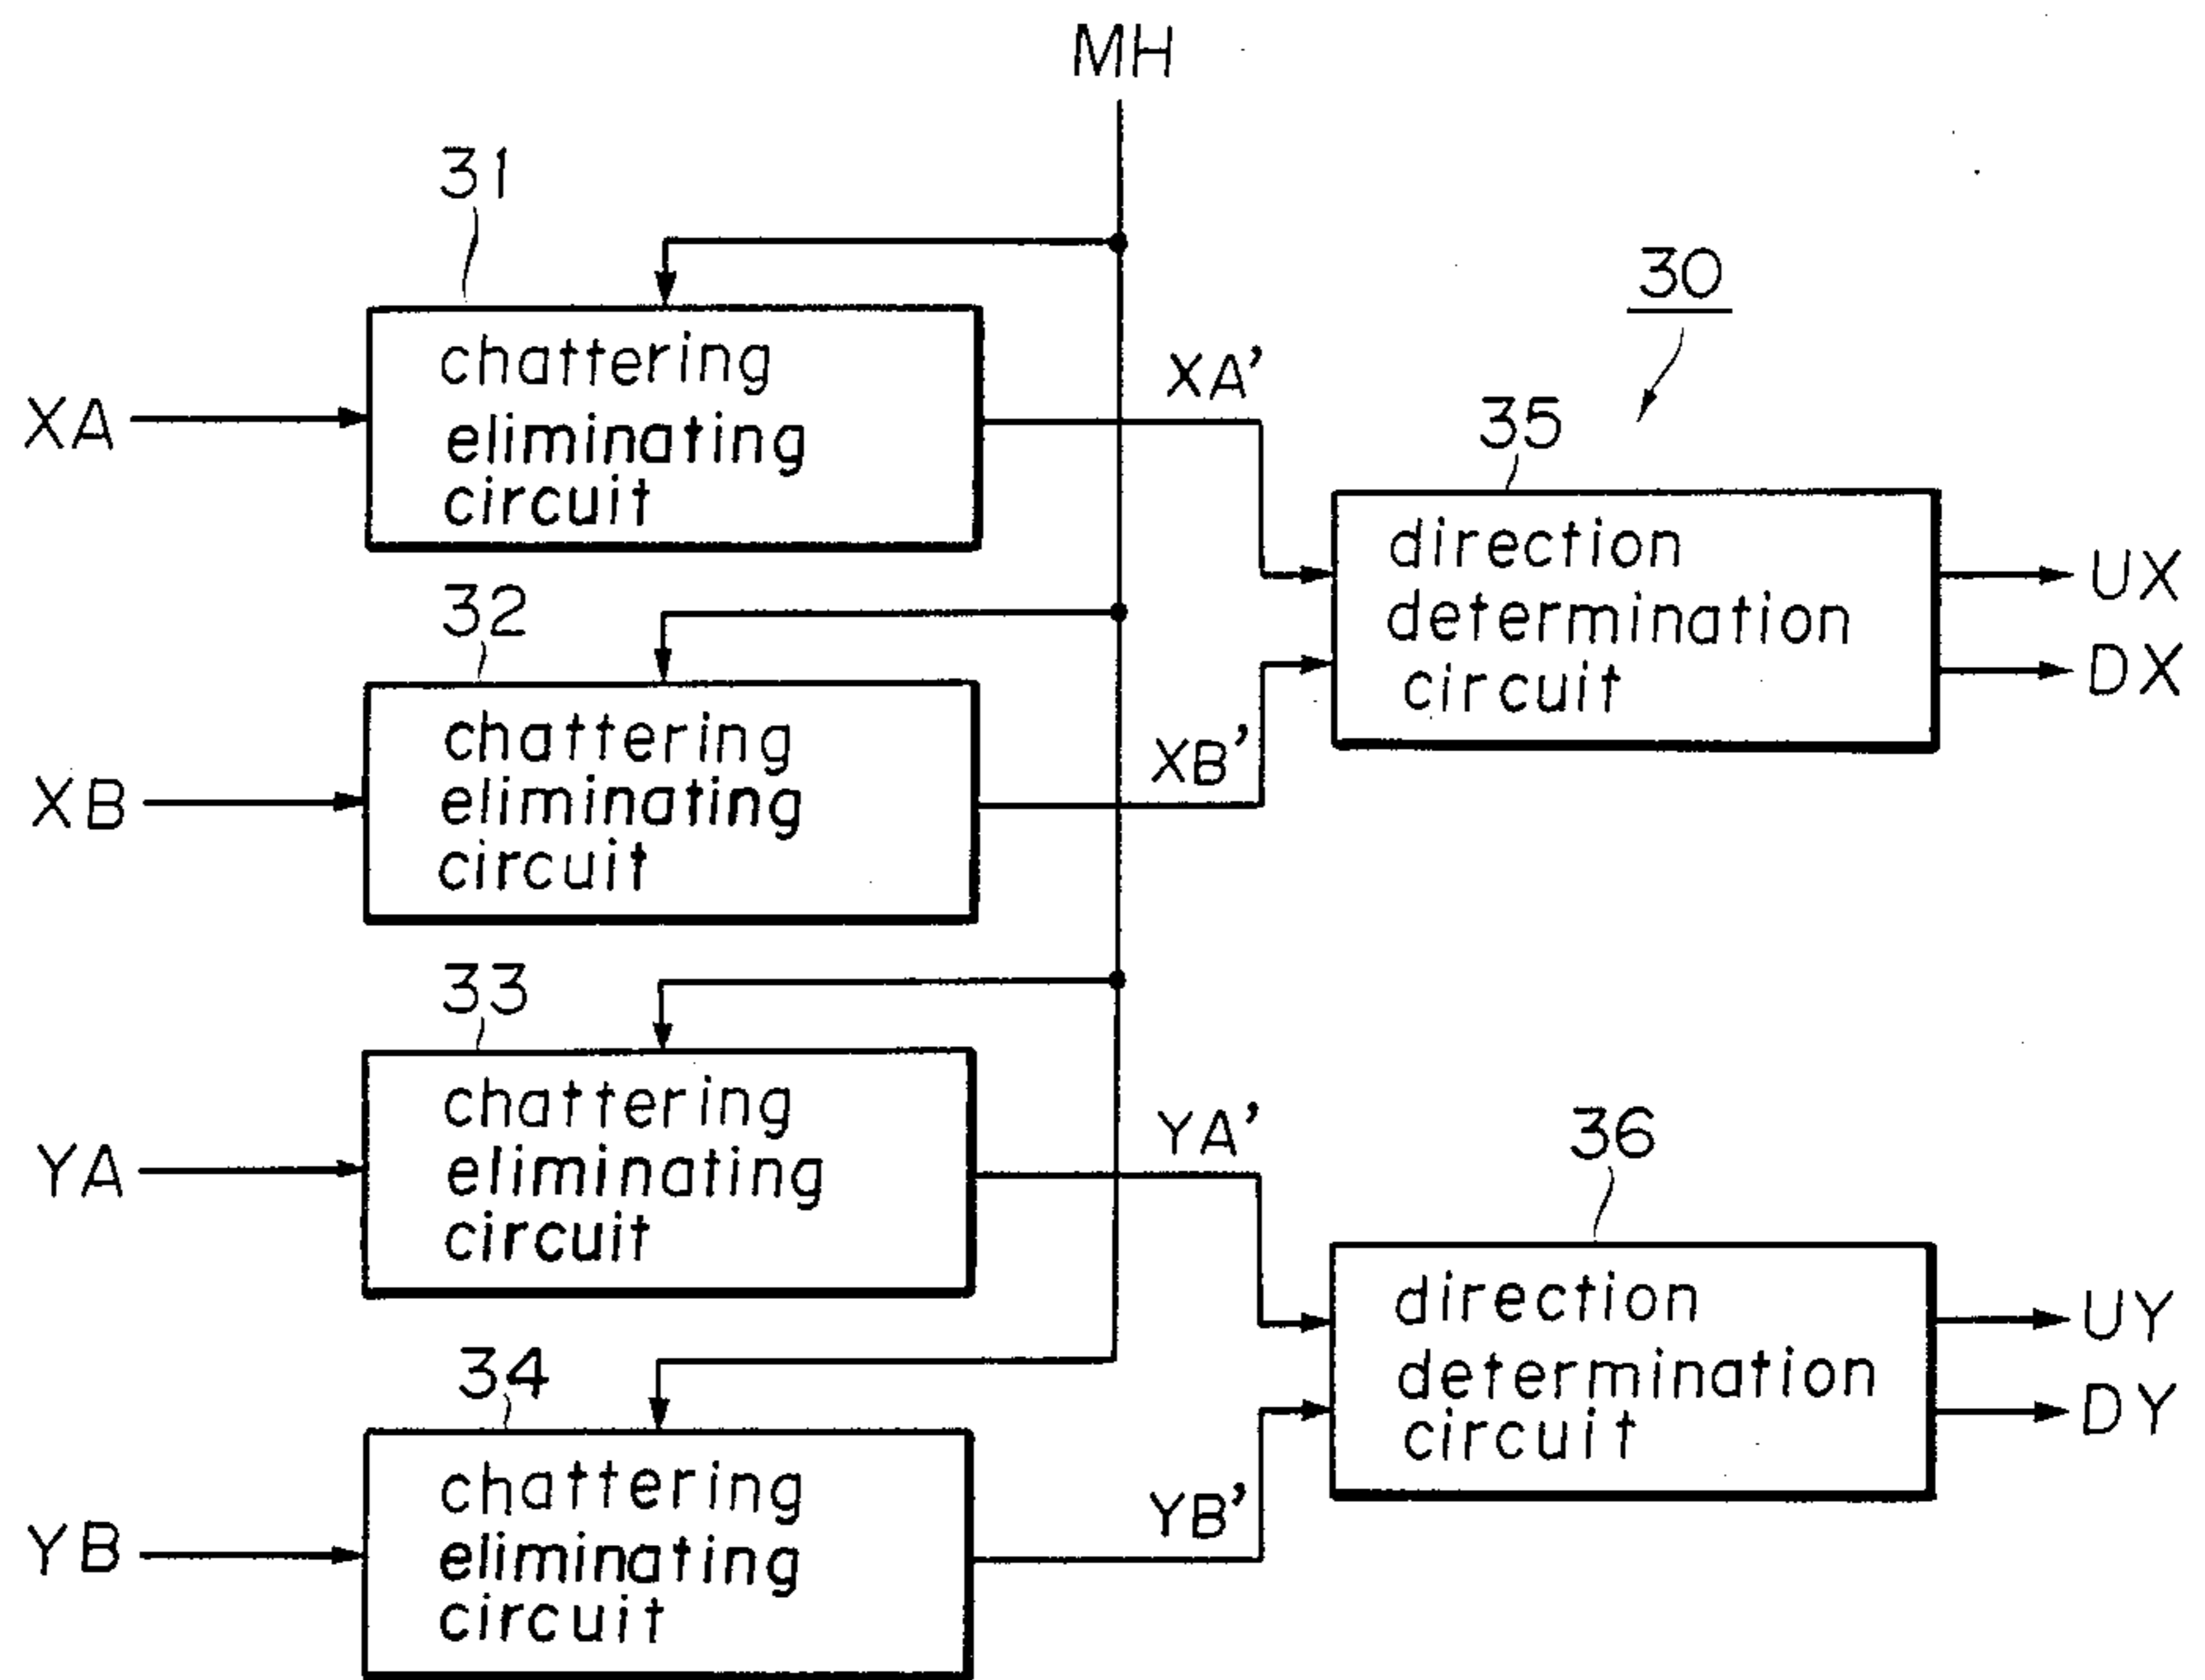 MH
31
30
chattering
eliminating
circuit
XA
XA'
35
direction
determination
circuit
UX
DX
32
chattering
eliminating
circuit
XB
XB'
33
chattering
eliminating
circuit
YA
YA'
36
direction
determination
circuit
UY
DY
34
chattering
eliminating
circuit
YB
YB'